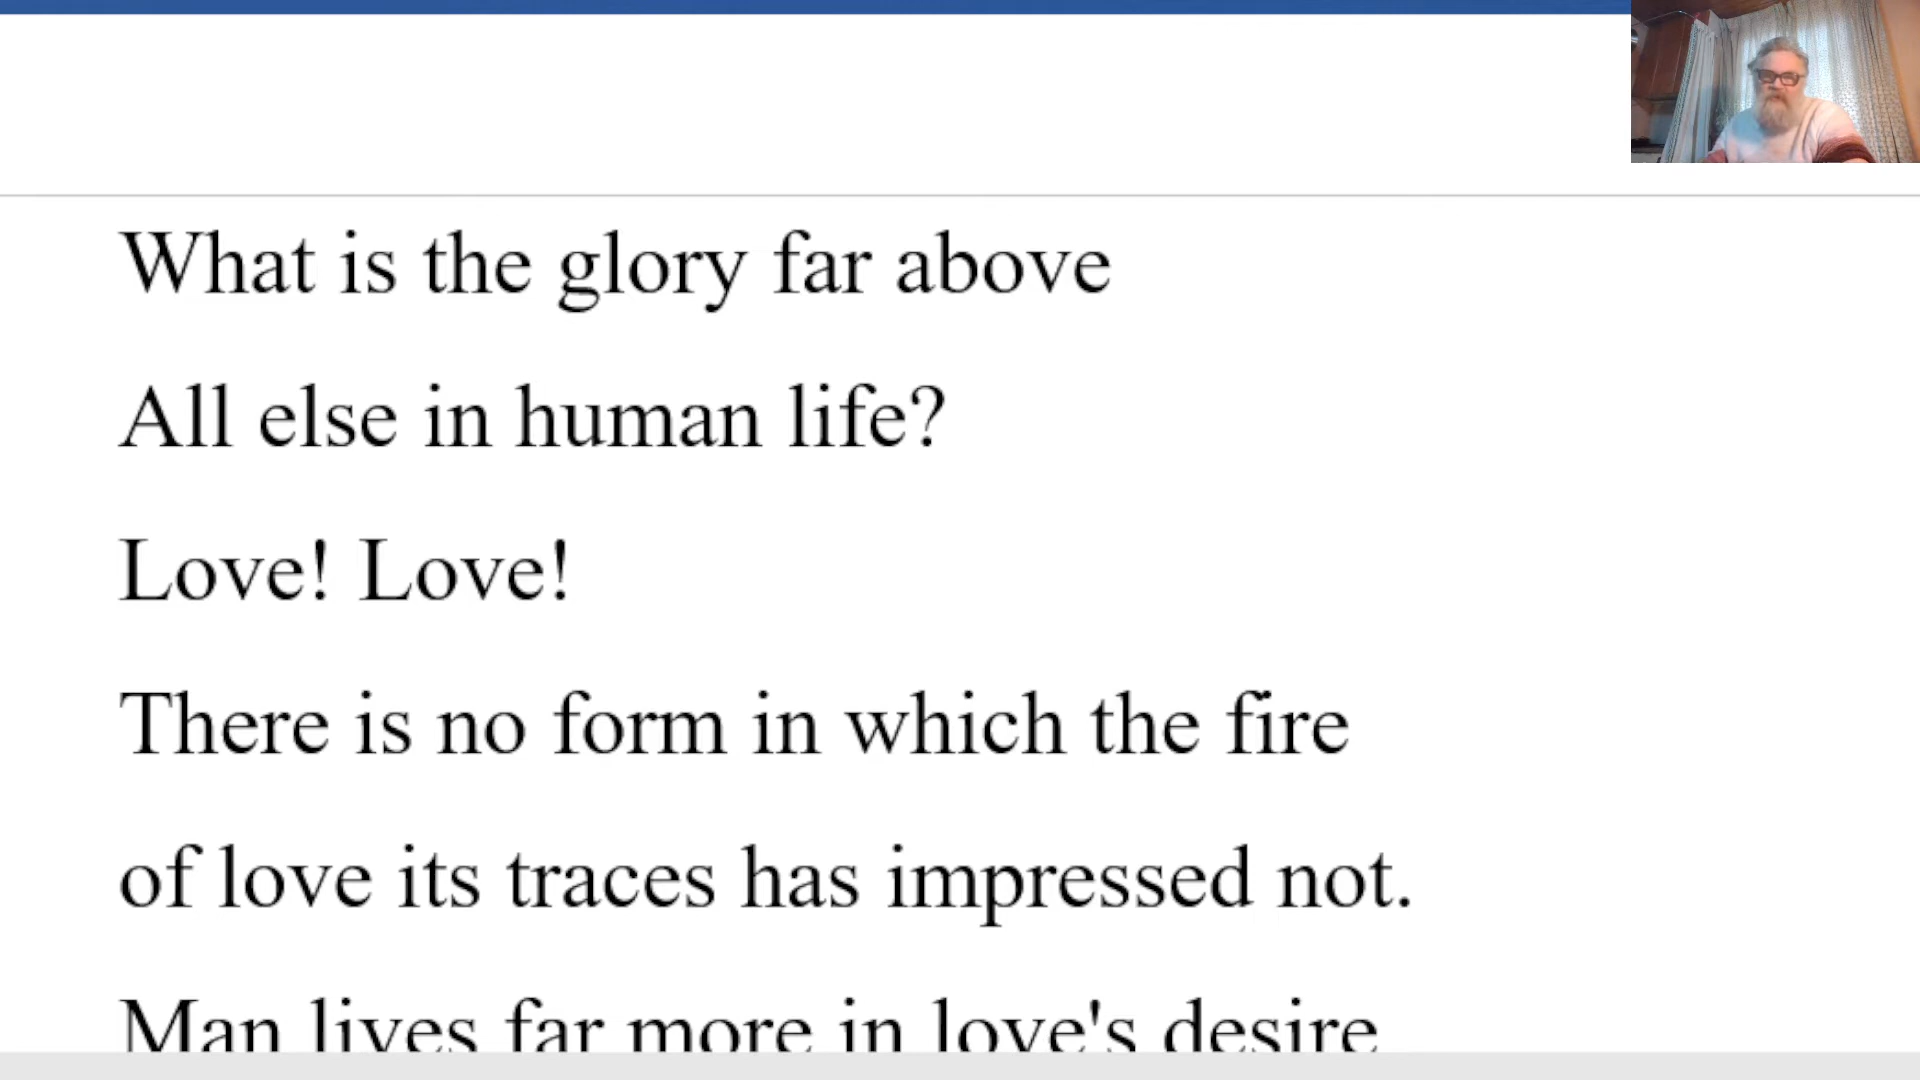 What is the glory far above
All else in human life?
Love! Love!
There is no form in which the fire
of love its traces has impressed not.
Man lives far more in love's desire